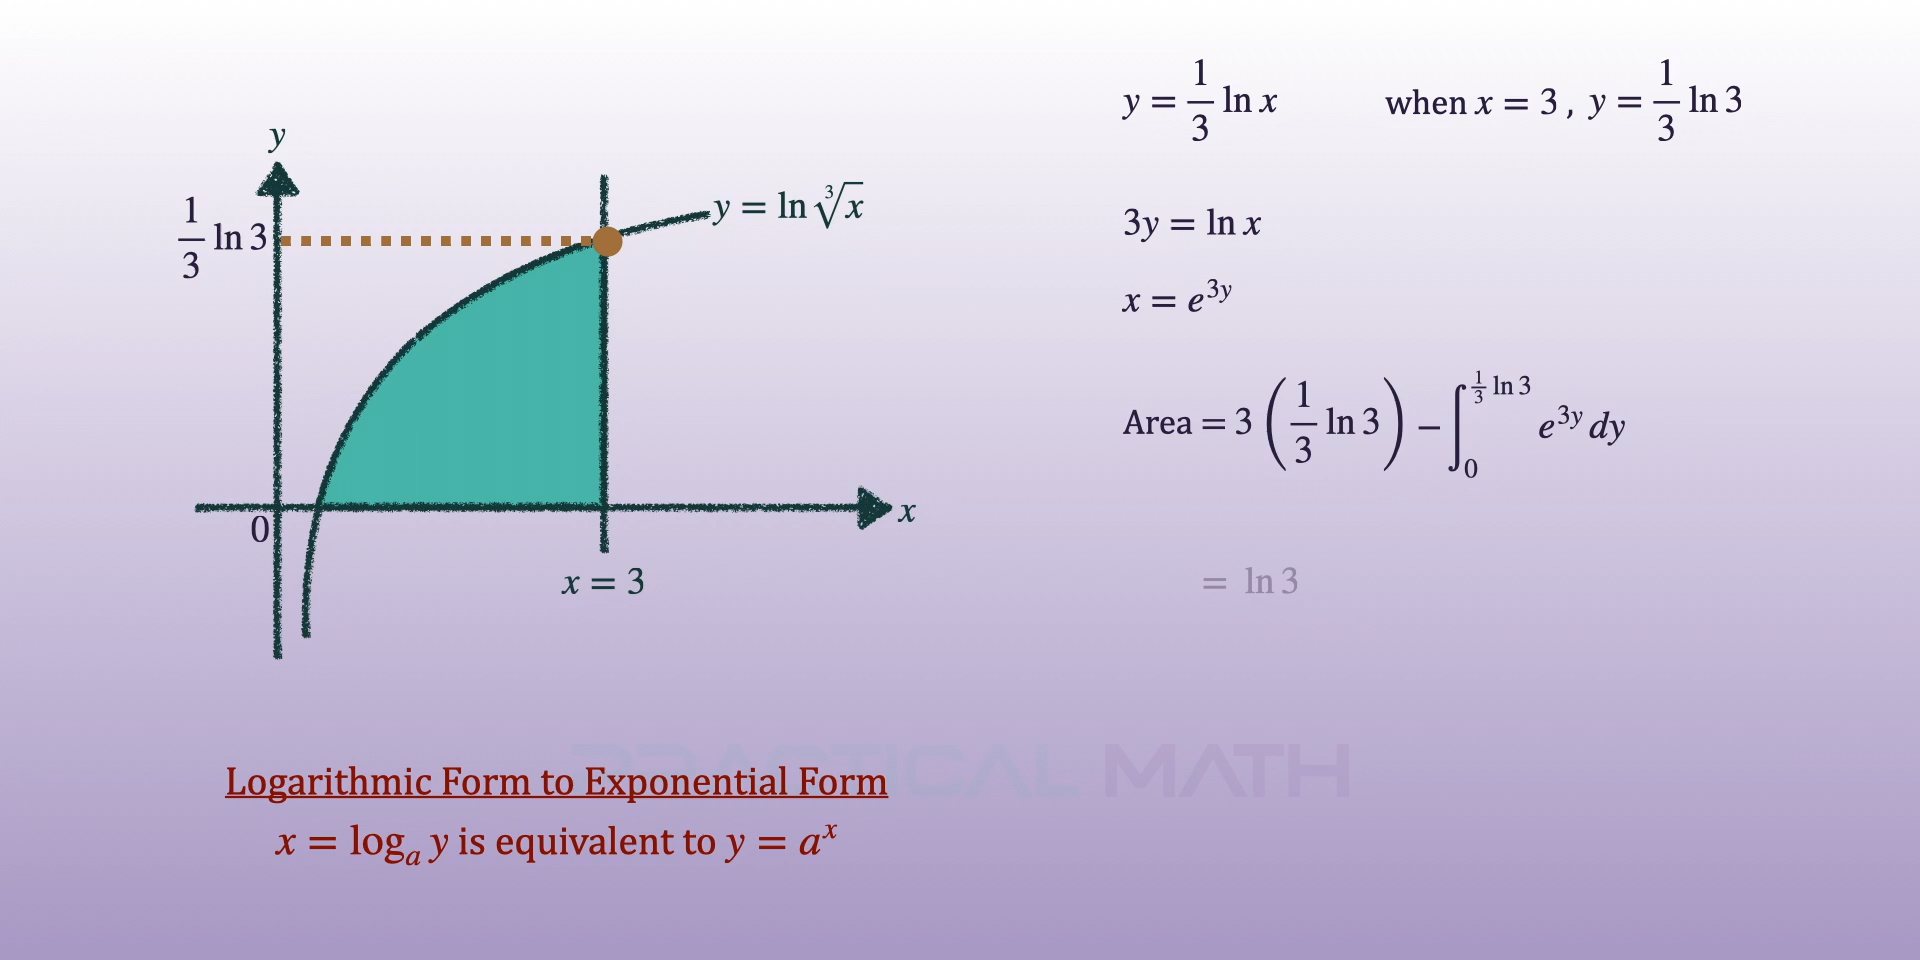 y
1/3 ln 3
y = ln ∛x
0
x
x = 3
y = 1/3 ln x
when x = 3 , y = 1/3 ln 3
3y = ln x
x = e^{3y}
Area = 3 (1/3 ln 3) − ∫_0^{1/3 ln 3} e^{3y} dy
= ln 3
PRACTICAL MATH
Logarithmic Form to Exponential Form
x = log_a y is equivalent to y = a^x